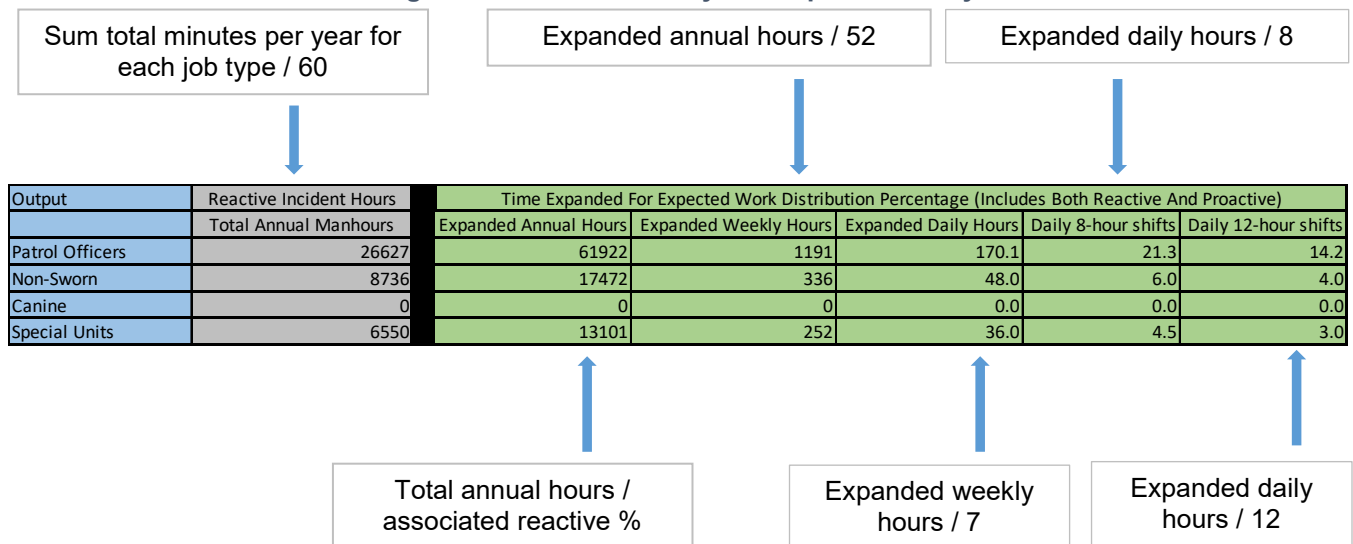 Sum total minutes per year for
each job type / 60
Expanded annual hours / 52
Expanded daily hours / 8
Output Reactive Incident Hours Time Expanded For Expected Work Distribution Percentage (Includes Both Reactive And Proactive)
Total Annual Manhours Expanded Annual Hours Expanded Weekly Hours Expanded Daily Hours Daily 8-hour shifts Daily 12-hour shifts
Patrol Officers 26627 61922 1191 170.1 21.3 14.2
Non-Sworn 8736 17472 336 48.0 6.0 4.0
Canine 0 0 0 0.0 0.0 0.0
Special Units 6550 13101 252 36.0 4.5 3.0
Total annual hours /
associated reactive %
Expanded weekly
hours / 7
Expanded daily
hours / 12